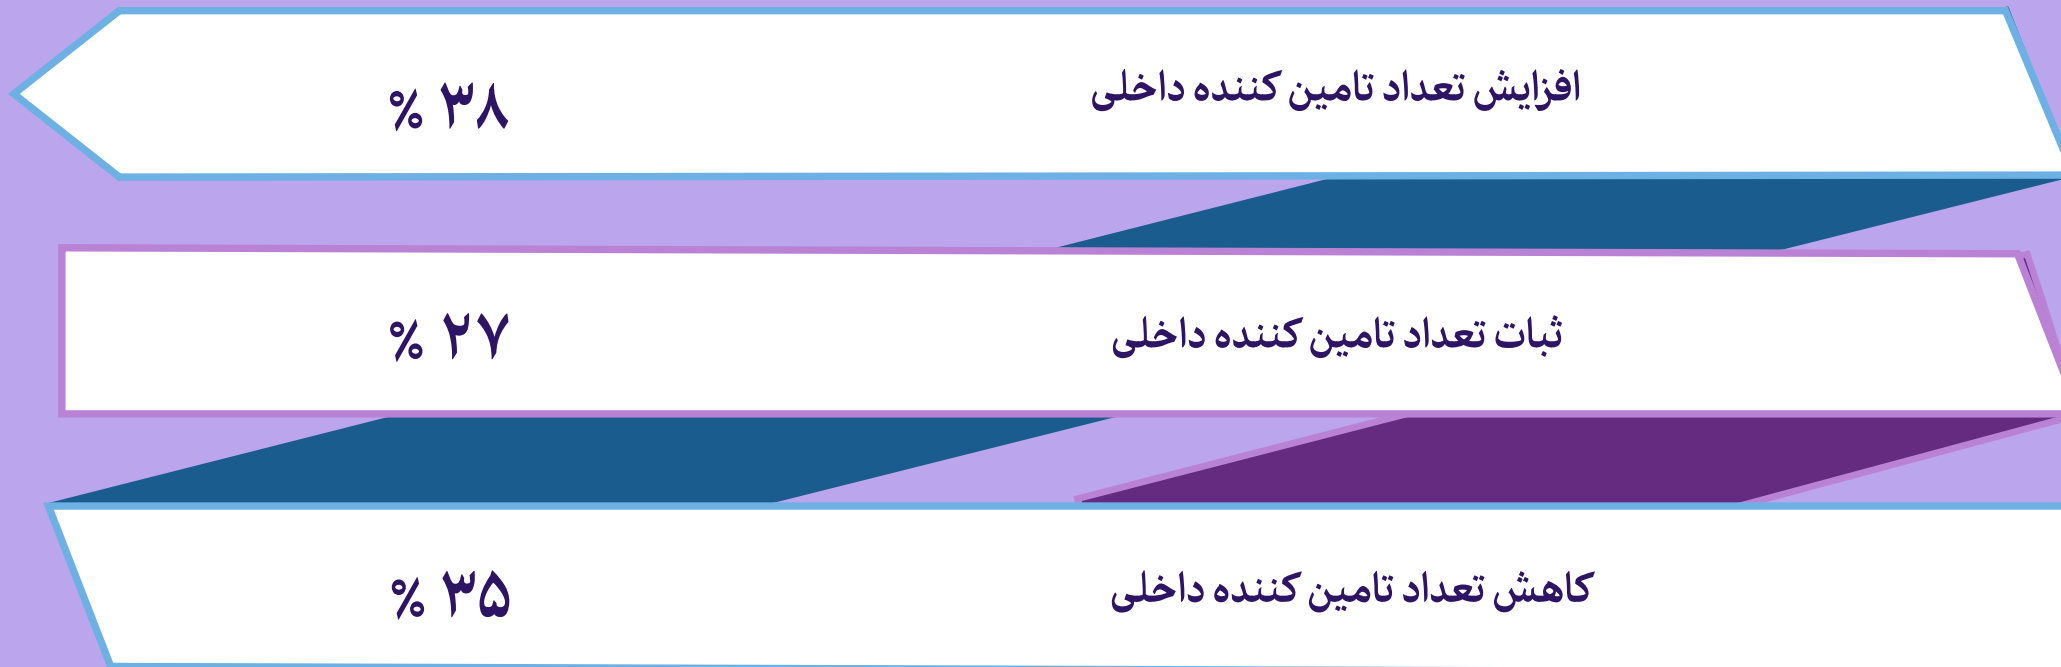 افزایش تعداد تامین کننده داخلی ۳۸ %
ثبات تعداد تامین کننده داخلی ۲۷ %
کاهش تعداد تامین کننده داخلی ۳۵ %